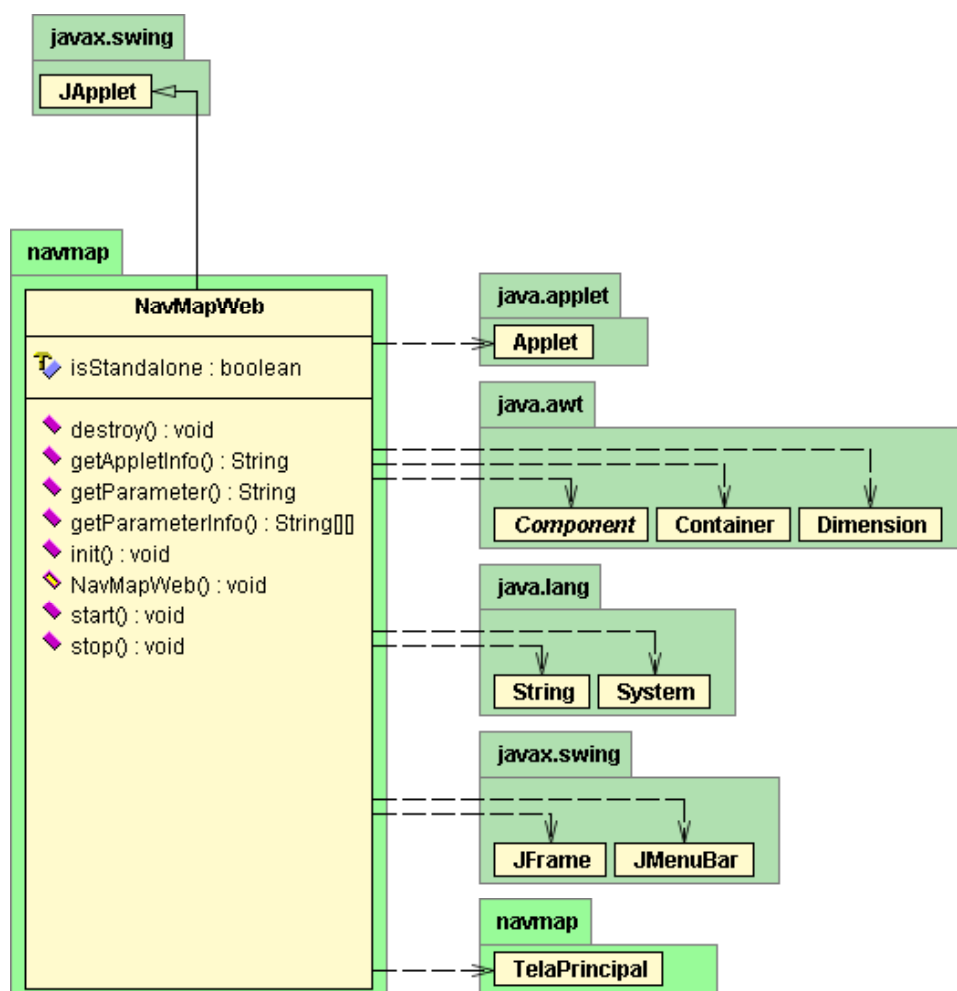 javax.swing
JApplet
navmap
NavMapWeb
isStandalone : boolean
destroy() : void
getAppletInfo() : String
getParameter() : String
getParameterInfo() : String[][]
init() : void
NavMapWeb() : void
start() : void
stop() : void
java.applet
Applet
java.awt
Component Container Dimension
java.lang
String System
javax.swing
JFrame JMenuBar
navmap
TelaPrincipal